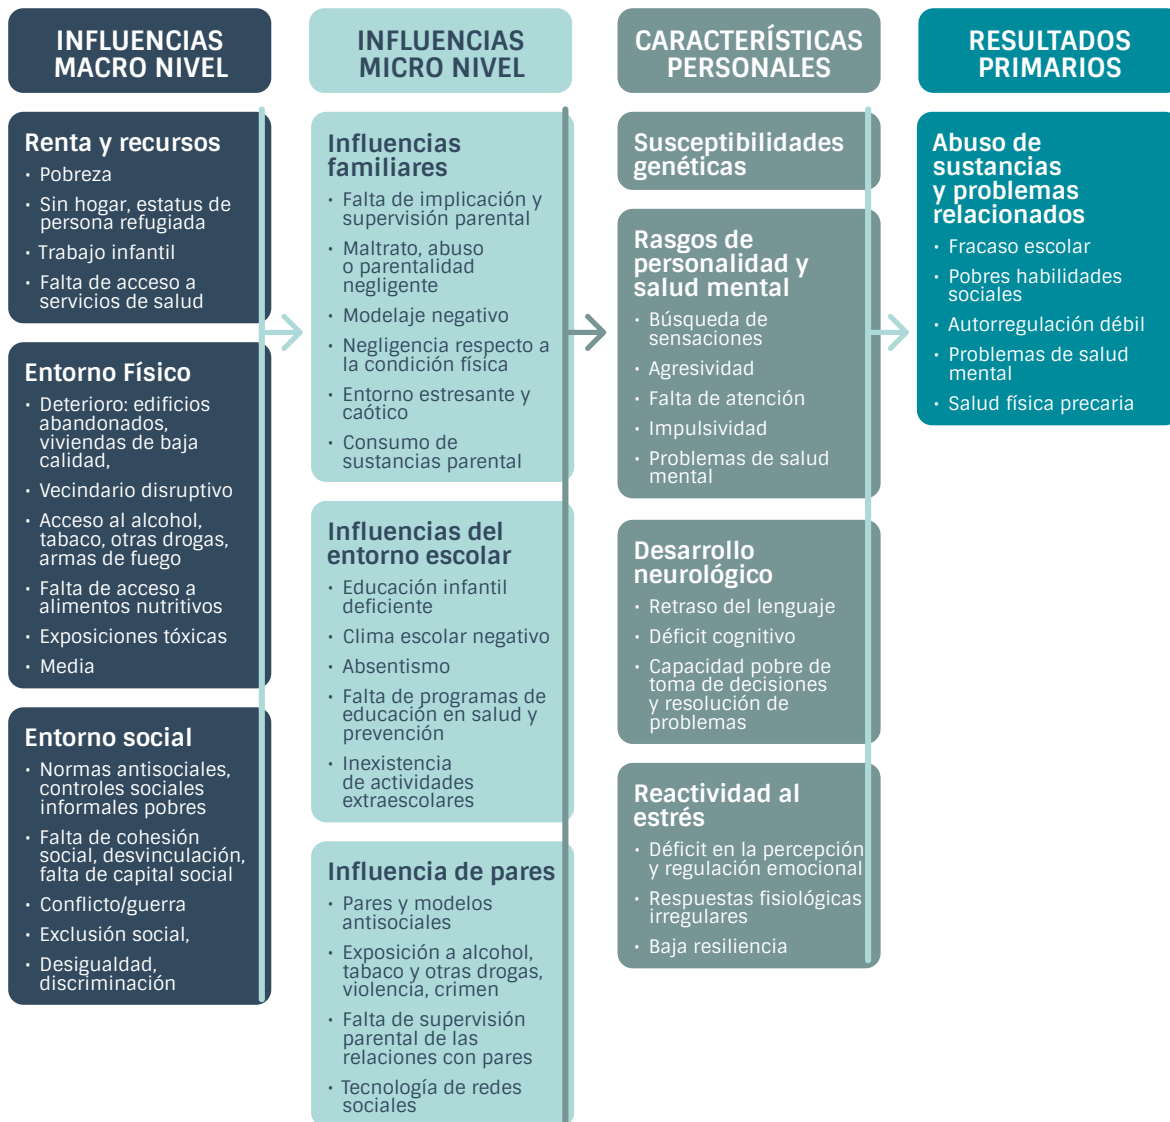 INFLUENCIAS
MACRO NIVEL
Renta y recursos
· Pobreza
· Sin hogar, estatus de
persona refugiada
· Trabajo infantil
· Falta de acceso a
servicios de salud
Entorno Físico
· Deterioro: edificios
abandonados,
viviendas de baja
calidad,
· Vecindario disruptivo
· Acceso al alcohol,
tabaco, otras drogas,
armas de fuego
· Falta de acceso a
alimentos nutritivos
· Exposiciones tóxicas
· Media
Entorno social
· Normas antisociales,
controles sociales
informales pobres
· Falta de cohesión
social, desvinculación,
falta de capital social
· Conflicto/guerra
· Exclusión social,
· Desigualdad,
discriminación
INFLUENCIAS
MICRO NIVEL
Influencias
familiares
· Falta de implicación y
supervisión parental
· Maltrato, abuso
o parentalidad
negligente
· Modelaje negativo
· Negligencia respecto a
la condición física
· Entorno estresante y
caótico
· Consumo de
sustancias parental
Influencias del
entorno escolar
· Educación infantil
deficiente
· Clima escolar negativo
· Absentismo
· Falta de programas de
educación en salud y
prevención
· Inexistencia
de actividades
extraescolares
Influencia de pares
· Pares y modelos
antisociales
· Exposición a alcohol,
tabaco y otras drogas,
violencia, crimen
· Falta de supervisión
parental de las
relaciones con pares
· Tecnología de redes
sociales
CARACTERÍSTICAS
PERSONALES
Susceptibilidades
genéticas
Rasgos de
personalidad y
salud mental
· Búsqueda de
sensaciones
· Agresividad
· Falta de atención
· Impulsividad
· Problemas de salud
mental
Desarrollo
neurológico
· Retraso del lenguaje
· Déficit cognitivo
· Capacidad pobre de
toma de decisiones
y resolución de
problemas
Reactividad al
estrés
· Déficit en la percepción
y regulación emocional
· Respuestas fisiológicas
irregulares
· Baja resiliencia
RESULTADOS
PRIMARIOS
Abuso de
sustancias
y problemas
relacionados
· Fracaso escolar
· Pobres habilidades
sociales
· Autorregulación débil
· Problemas de salud
mental
· Salud física precaria